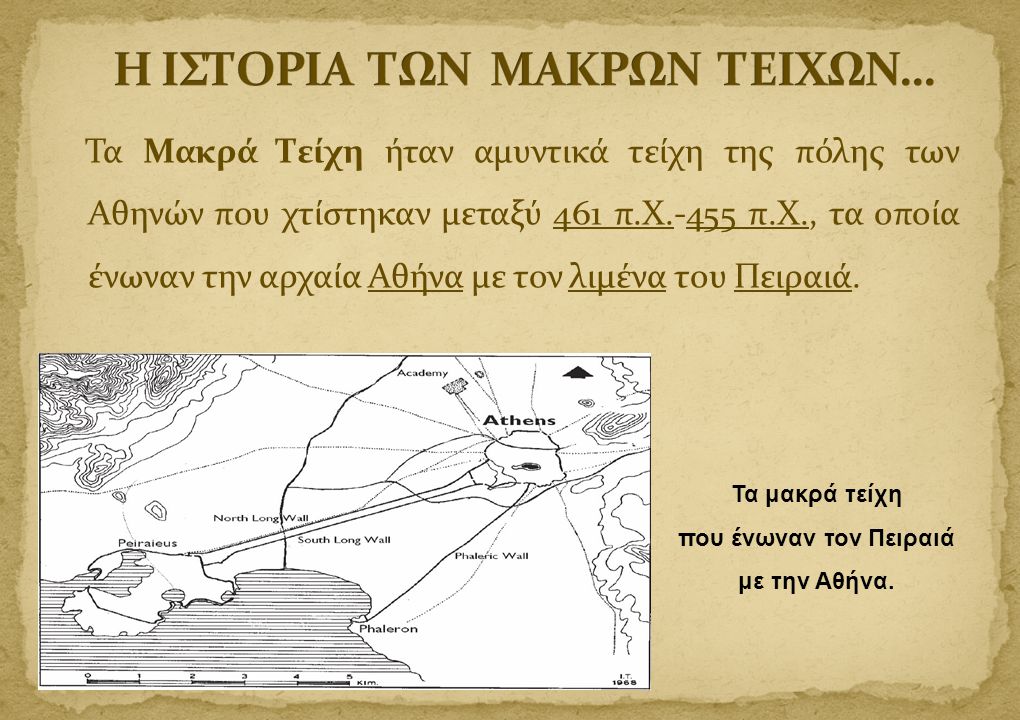 Η ΙΣΤΟΡΙΑ ΤΩΝ ΜΑΚΡΩΝ ΤΕΙΧΩΝ...
Τα Μακρά Τείχη ήταν αμυντικά τείχη της πόλης των
Αθηνών που χτίστηκαν μεταξύ 461 π.Χ.-455 π.Χ., τα οποία
ένωναν την αρχαία Αθήνα με τον λιμένα του Πειραιά.
Academy
Athens
North Long Wall
South Long Wall
Peiraieus
Phaleric Wall
Phaleron
0 1 2 3 4 5 Klm.
I.T.
1968
Τα μακρά τείχη
που ένωναν τον Πειραιά
με την Αθήνα.